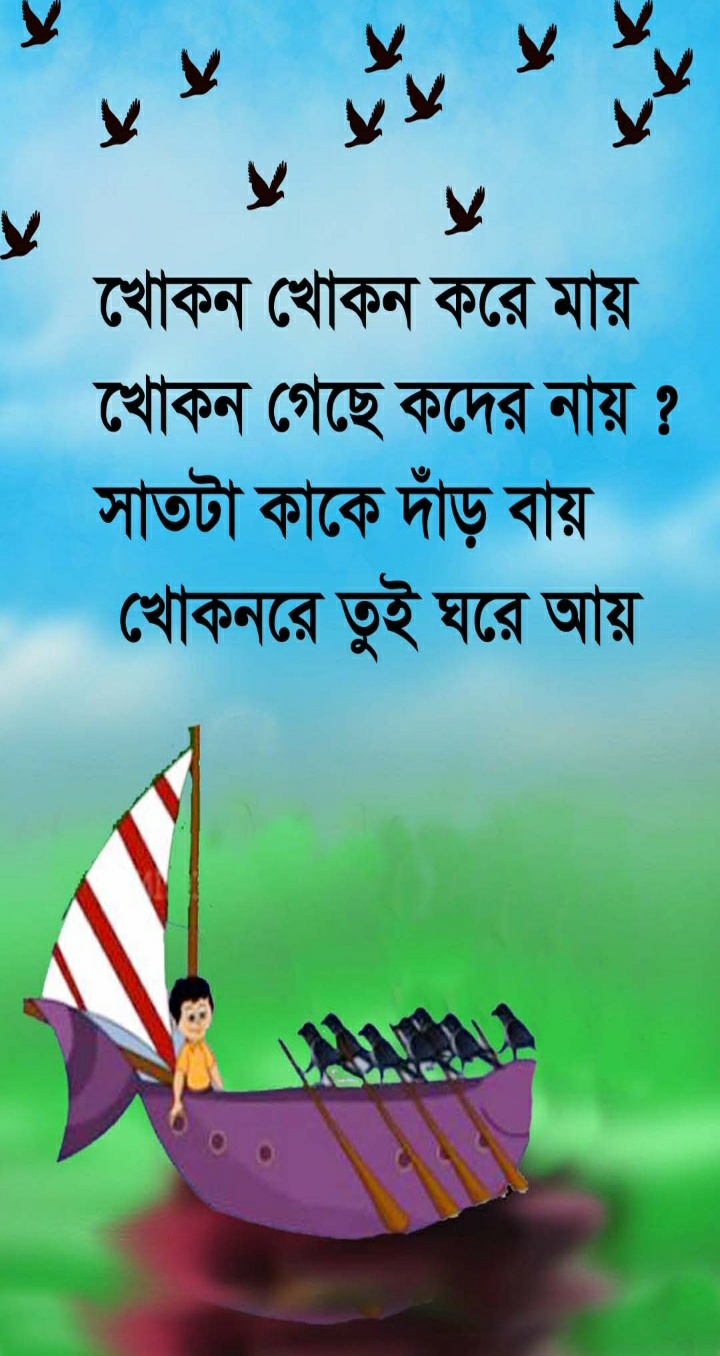 খোকন খোকন করে মায়
খোকন গেছে কদের নায় ?
সাতটা কাকে দাঁড় বায়
খোকনরে তুই ঘরে আয়